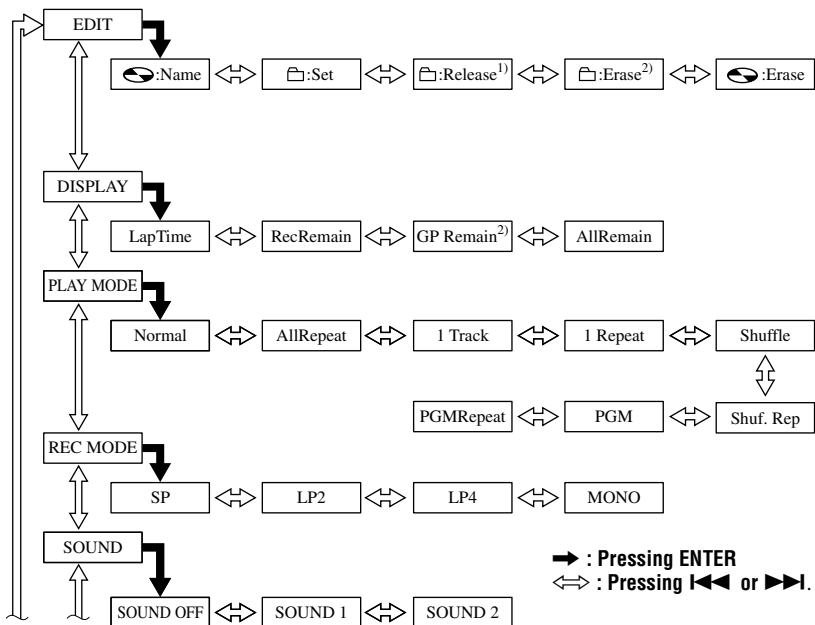 EDIT
:Name :Set :Release1) :Erase2) :Erase
DISPLAY
LapTime RecRemain GP Remain2) AllRemain
PLAY MODE
Normal AllRepeat 1 Track 1 Repeat Shuffle
PGMRepeat PGM Shuf. Rep
REC MODE
SP LP2 LP4 MONO
SOUND
: Pressing ENTER
: Pressing or .
SOUND OFF SOUND 1 SOUND 2